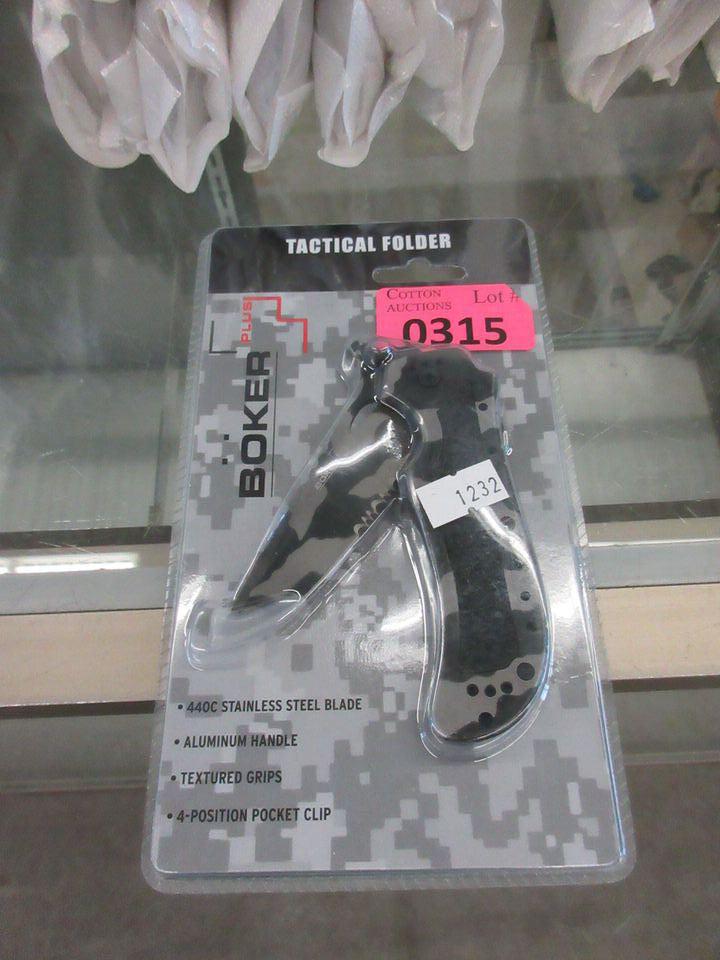 TACTICAL FOLDER
COTTON
AUCTIONS
Lot #
0315
PLUS
BÖKER
1232
• 440C STAINLESS STEEL BLADE
• ALUMINUM HANDLE
• TEXTURED GRIPS
• 4-POSITION POCKET CLIP